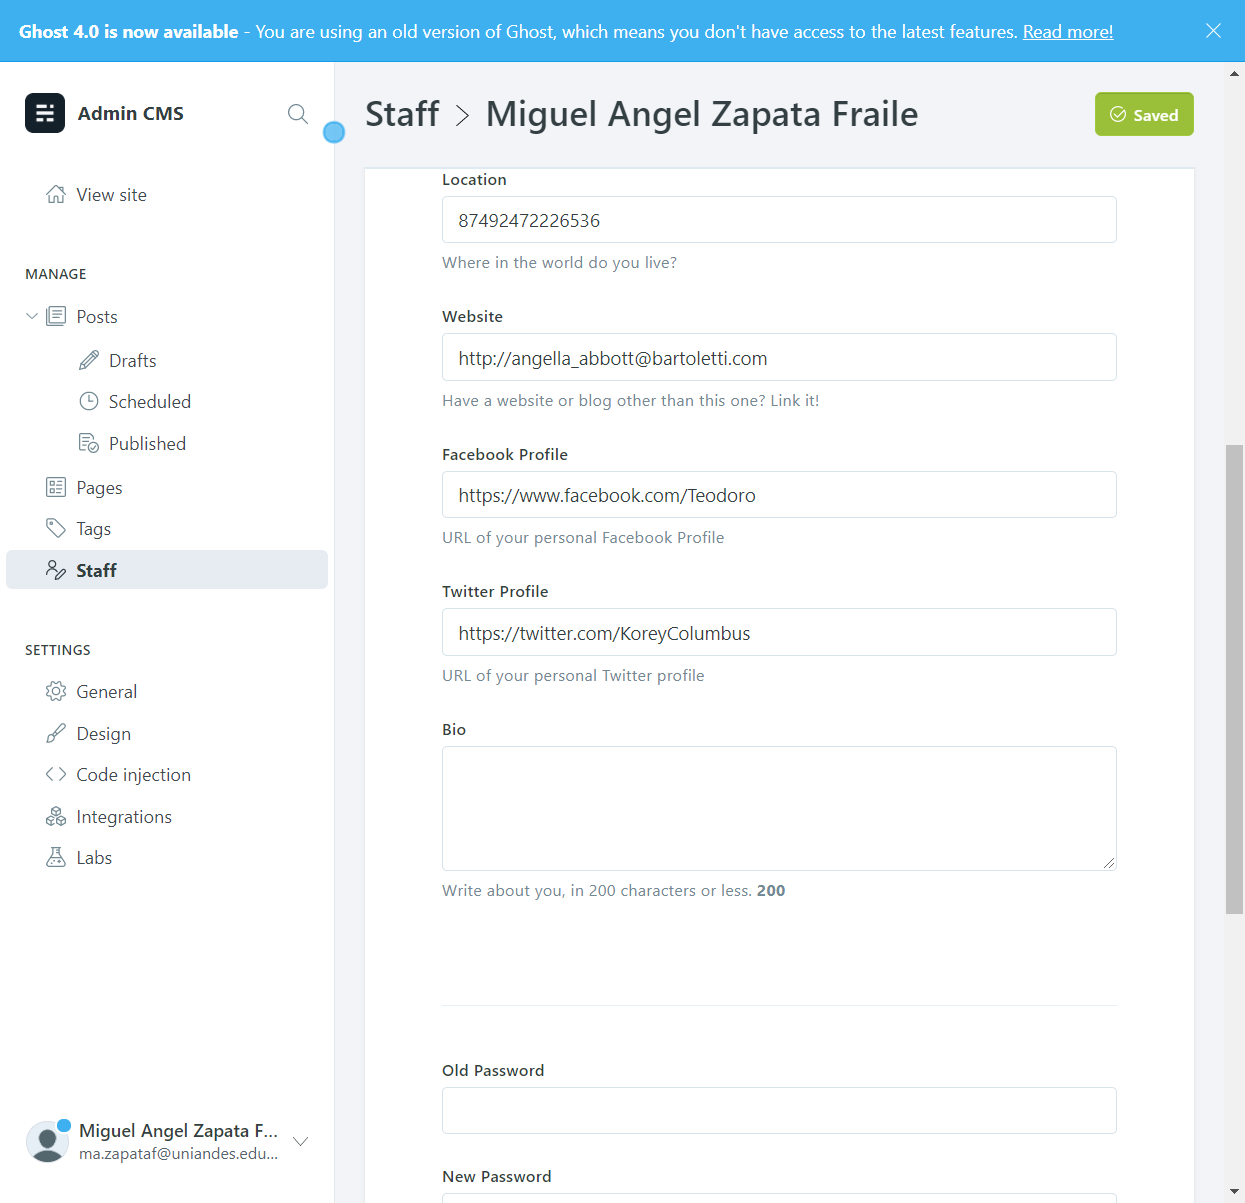 Ghost 4.0 is now available - You are using an old version of Ghost, which means you don't have access to the latest features. Read more!
Admin CMS
View site
MANAGE
Posts
Drafts
Scheduled
Published
Pages
Tags
Staff
SETTINGS
General
Design
Code injection
Integrations
Labs
Miguel Angel Zapata F...
ma.zapataf@uniandes.edu...
Staff > Miguel Angel Zapata Fraile
Saved
Location
87492472226536
Where in the world do you live?
Website
http://angella_abbott@bartoletti.com
Have a website or blog other than this one? Link it!
Facebook Profile
https://www.facebook.com/Teodoro
URL of your personal Facebook Profile
Twitter Profile
https://twitter.com/KoreyColumbus
URL of your personal Twitter profile
Bio
Write about you, in 200 characters or less. 200
Old Password
New Password